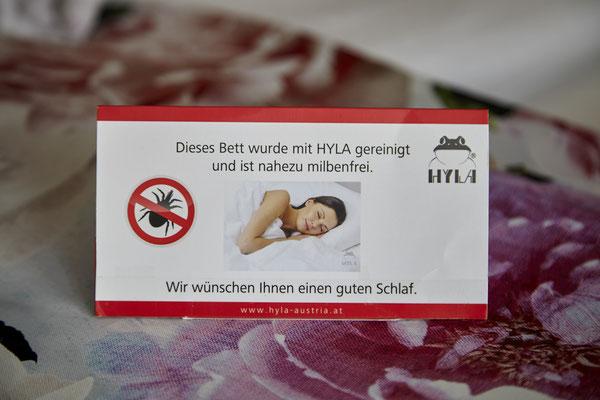 Dieses Bett wurde mit HYLA gereinigt
und ist nahezu milbenfrei.
HYLA
HYLA
Wir wünschen Ihnen einen guten Schlaf.
www.hyla-austria.at